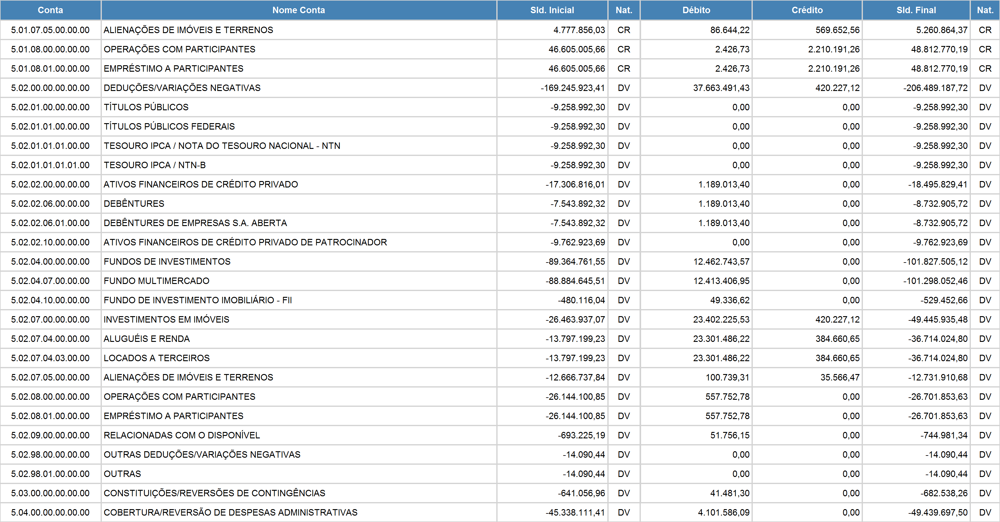 Conta Nome Conta Sld. Inicial Nat. Débito Crédito Sld. Final Nat.
5.01.07.05.00.00.00 ALIENAÇÕES DE IMÓVEIS E TERRENOS 4.777.856,03 CR 86.644,22 569.652,56 5.260.864,37 CR
5.01.08.00.00.00.00 OPERAÇÕES COM PARTICIPANTES 46.605.005,66 CR 2.426,73 2.210.191,26 48.812.770,19 CR
5.01.08.01.00.00.00 EMPRÉSTIMO A PARTICIPANTES 46.605.005,66 CR 2.426,73 2.210.191,26 48.812.770,19 CR
5.02.00.00.00.00.00 DEDUÇÕES/VARIAÇÕES NEGATIVAS -169.245.923,41 DV 37.663.491,43 420.227,12 -206.489.187,72 DV
5.02.01.00.00.00.00 TÍTULOS PÚBLICOS -9.258.992,30 DV 0,00 0,00 -9.258.992,30 DV
5.02.01.01.00.00.00 TÍTULOS PÚBLICOS FEDERAIS -9.258.992,30 DV 0,00 0,00 -9.258.992,30 DV
5.02.01.01.01.00.00 TESOURO IPCA / NOTA DO TESOURO NACIONAL - NTN -9.258.992,30 DV 0,00 0,00 -9.258.992,30 DV
5.02.01.01.01.01.00 TESOURO IPCA / NTN-B -9.258.992,30 DV 0,00 0,00 -9.258.992,30 DV
5.02.02.00.00.00.00 ATIVOS FINANCEIROS DE CRÉDITO PRIVADO -17.306.816,01 DV 1.189.013,40 0,00 -18.495.829,41 DV
5.02.02.06.00.00.00 DEBÊNTURES -7.543.892,32 DV 1.189.013,40 0,00 -8.732.905,72 DV
5.02.02.06.01.00.00 DEBÊNTURES DE EMPRESAS S.A. ABERTA -7.543.892,32 DV 1.189.013,40 0,00 -8.732.905,72 DV
5.02.02.10.00.00.00 ATIVOS FINANCEIROS DE CRÉDITO PRIVADO DE PATROCINADOR -9.762.923,69 DV 0,00 0,00 -9.762.923,69 DV
5.02.04.00.00.00.00 FUNDOS DE INVESTIMENTOS -89.364.761,55 DV 12.462.743,57 0,00 -101.827.505,12 DV
5.02.04.07.00.00.00 FUNDO MULTIMERCADO -88.884.645,51 DV 12.413.406,95 0,00 -101.298.052,46 DV
5.02.04.10.00.00.00 FUNDO DE INVESTIMENTO IMOBILIÁRIO - FII -480.116,04 DV 49.336,62 0,00 -529.452,66 DV
5.02.07.00.00.00.00 INVESTIMENTOS EM IMÓVEIS -26.463.937,07 DV 23.402.225,53 420.227,12 -49.445.935,48 DV
5.02.07.04.00.00.00 ALUGUÉIS E RENDA -13.797.199,23 DV 23.301.486,22 384.660,65 -36.714.024,80 DV
5.02.07.04.03.00.00 LOCADOS A TERCEIROS -13.797.199,23 DV 23.301.486,22 384.660,65 -36.714.024,80 DV
5.02.07.05.00.00.00 ALIENAÇÕES DE IMÓVEIS E TERRENOS -12.666.737,84 DV 100.739,31 35.566,47 -12.731.910,68 DV
5.02.08.00.00.00.00 OPERAÇÕES COM PARTICIPANTES -26.144.100,85 DV 557.752,78 0,00 -26.701.853,63 DV
5.02.08.01.00.00.00 EMPRÉSTIMO A PARTICIPANTES -26.144.100,85 DV 557.752,78 0,00 -26.701.853,63 DV
5.02.09.00.00.00.00 RELACIONADAS COM O DISPONÍVEL -693.225,19 DV 51.756,15 0,00 -744.981,34 DV
5.02.98.00.00.00.00 OUTRAS DEDUÇÕES/VARIAÇÕES NEGATIVAS -14.090,44 DV 0,00 0,00 -14.090,44 DV
5.02.98.01.00.00.00 OUTRAS -14.090,44 DV 0,00 0,00 -14.090,44 DV
5.03.00.00.00.00.00 CONSTITUIÇÕES/REVERSÕES DE CONTINGÊNCIAS -641.056,96 DV 41.481,30 0,00 -682.538,26 DV
5.04.00.00.00.00.00 COBERTURA/REVERSÃO DE DESPESAS ADMINISTRATIVAS -45.338.111,41 DV 4.101.586,09 0,00 -49.439.697,50 DV